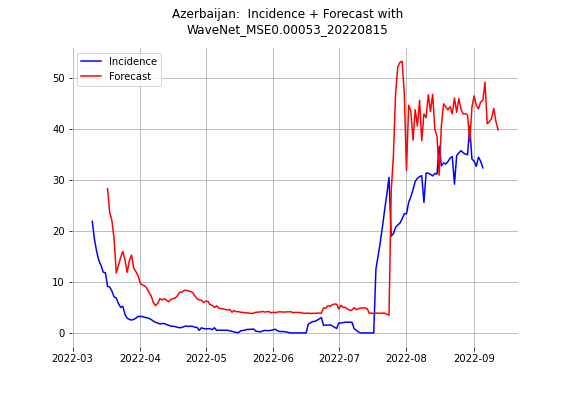 Azerbaijan:  Incidence + Forecast with
WaveNet_MSE0.00053_20220815
Incidence
Forecast
50
40
30
20
10
0
2022-03 2022-04 2022-05 2022-06 2022-07 2022-08 2022-09